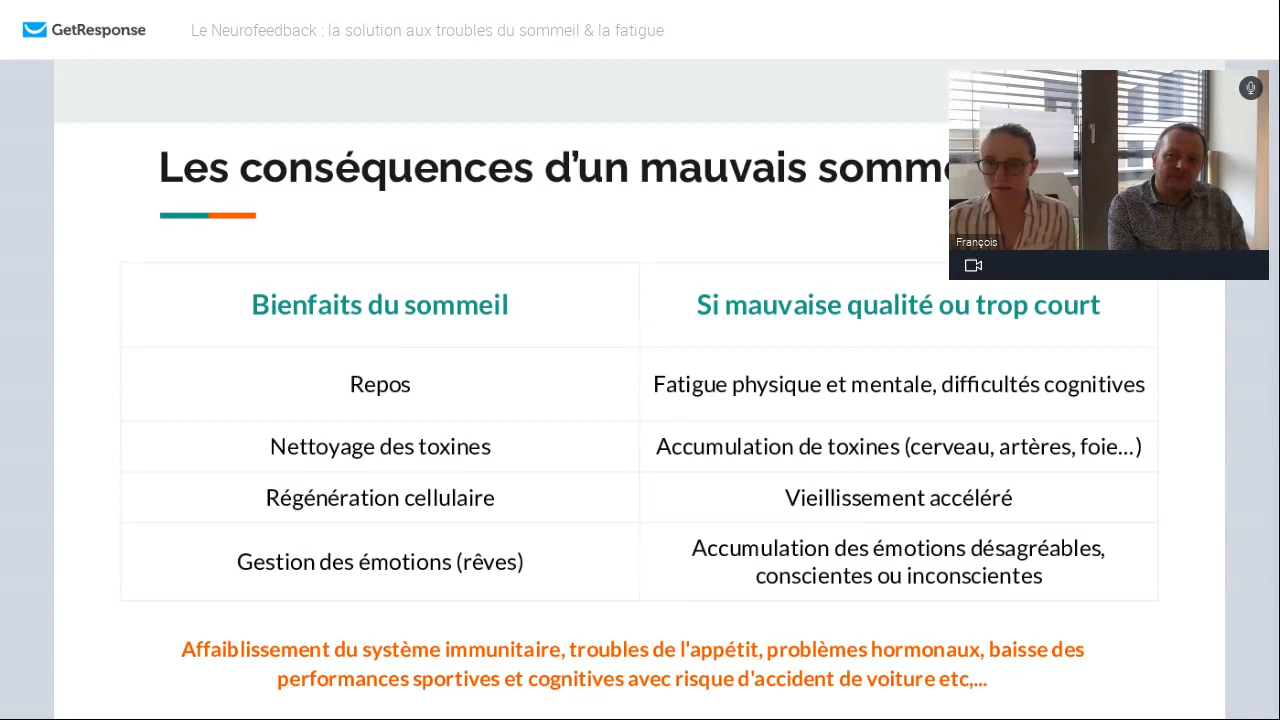 GetResponse
Le Neurofeedback : la solution aux troubles du sommeil & la fatigue
Les conséquences d'un mauvais somm
François
Bienfaits du sommeil
Si mauvaise qualité ou trop court
Repos
Fatigue physique et mentale, difficultés cognitives
Nettoyage des toxines
Accumulation de toxines (cerveau, artères, foie...)
Régénération cellulaire
Vieillissement accéléré
Gestion des émotions (rêves)
Accumulation des émotions désagréables,
conscientes ou inconscientes
Affaiblissement du système immunitaire, troubles de l'appétit, problèmes hormonaux, baisse des
performances sportives et cognitives avec risque d'accident de voiture etc,...